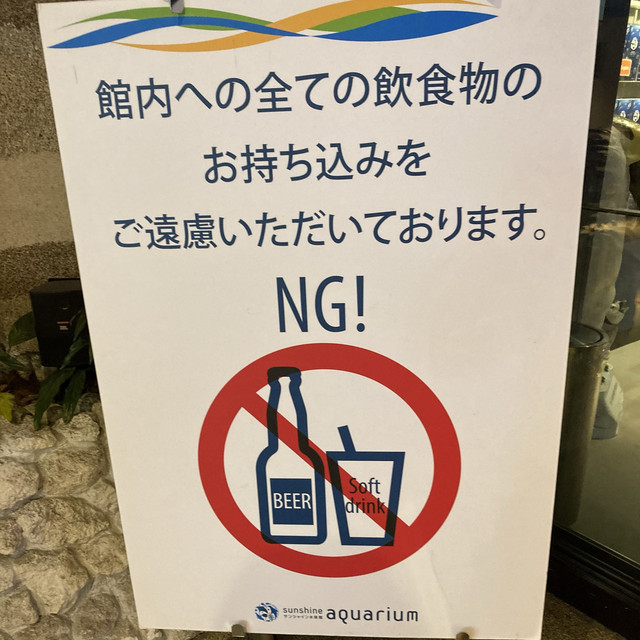 館内への全ての飲食物の
お持ち込みを
ご遠慮いただいております。
NG!
BEER
Soft
drink
sunshine
サンシャイン水族館
aquarium
JBL